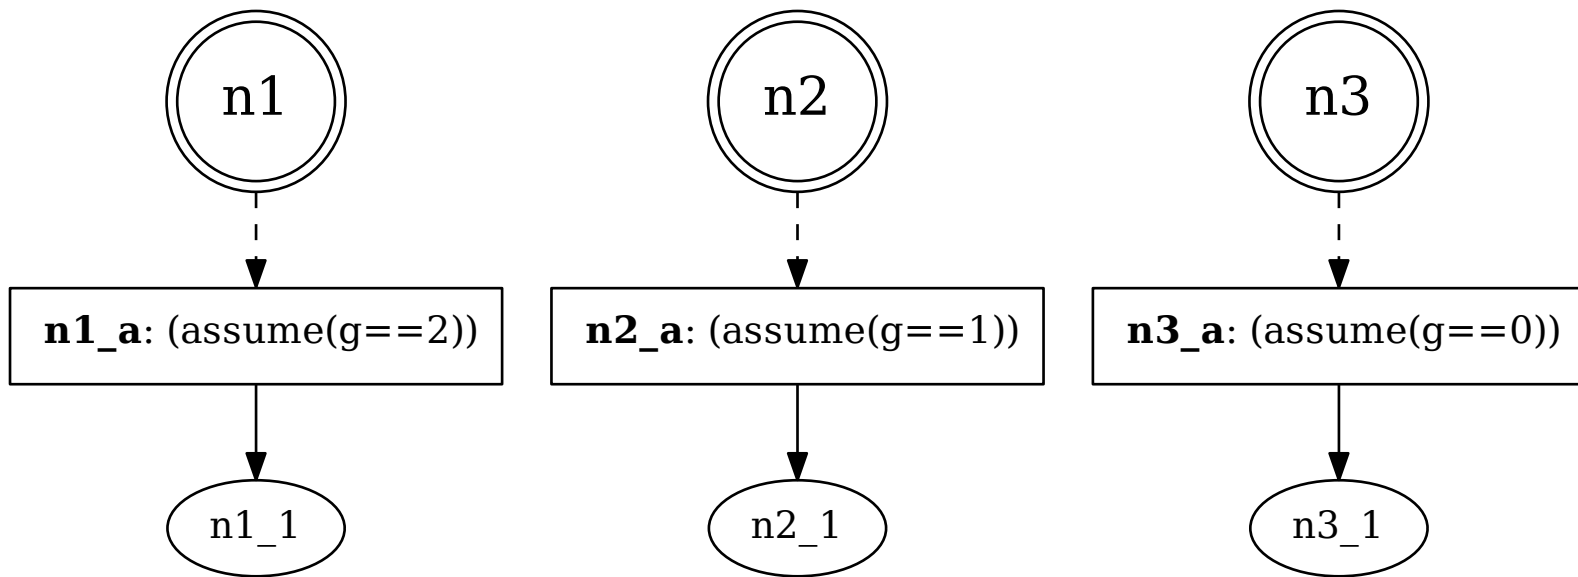 n1
n2
n3
n1_a: (assume(g==2))
n2_a: (assume(g==1))
n3_a: (assume(g==0))
n1_1
n2_1
n3_1